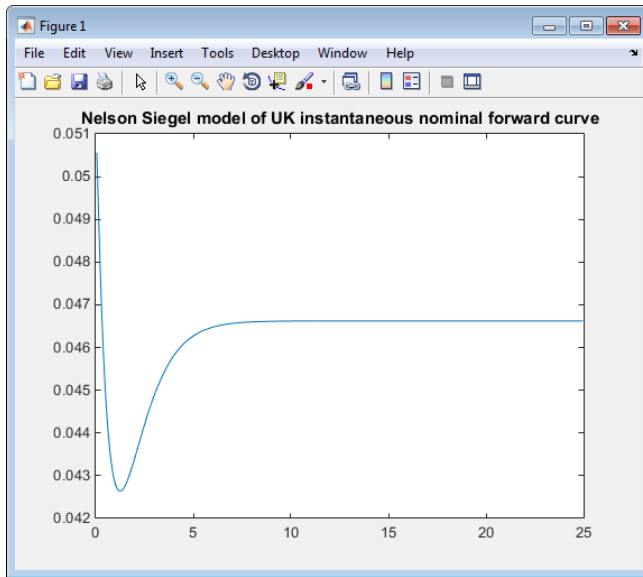 Figure 1
File Edit View Insert Tools Desktop Window Help
Nelson Siegel model of UK instantaneous nominal forward curve
0.051
0.05
0.049
0.048
0.047
0.046
0.045
0.044
0.043
0.042
0 5 10 15 20 25